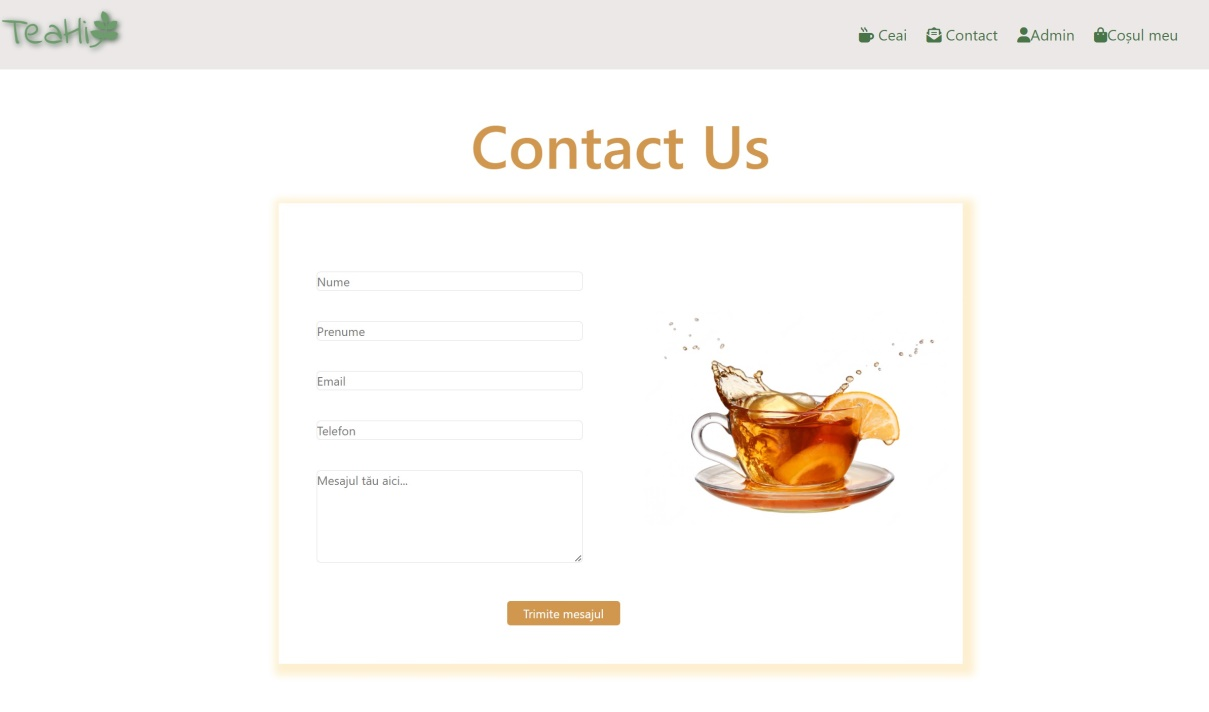 TeaHi
Ceai Contact Admin Coșul meu
Contact Us
Nume
Prenume
Email
Telefon
Mesajul tău aici...
Trimite mesajul